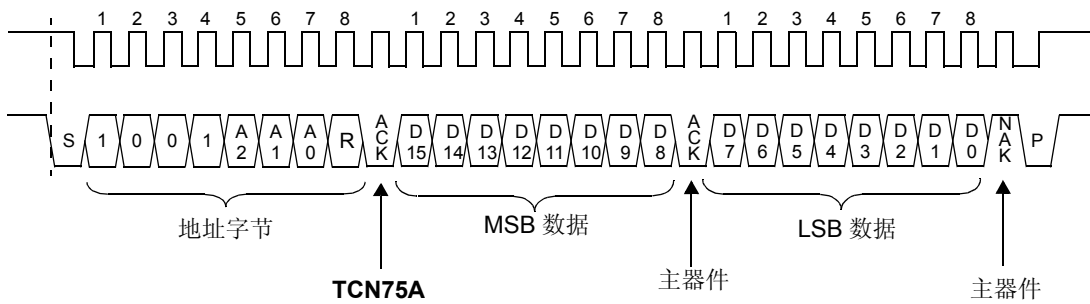 1 2 3 4 5 6 7 8 1 2 3 4 5 6 7 8 1 2 3 4 5 6 7 8
S 1 0 0 1 A2 A1 A0 R ACK D15 D14 D13 D12 D11 D10 D9 D8 ACK D7 D6 D5 D4 D3 D2 D1 D0 NAK P
地址字节 MSB 数据 LSB 数据
TCN75A 主器件 主器件